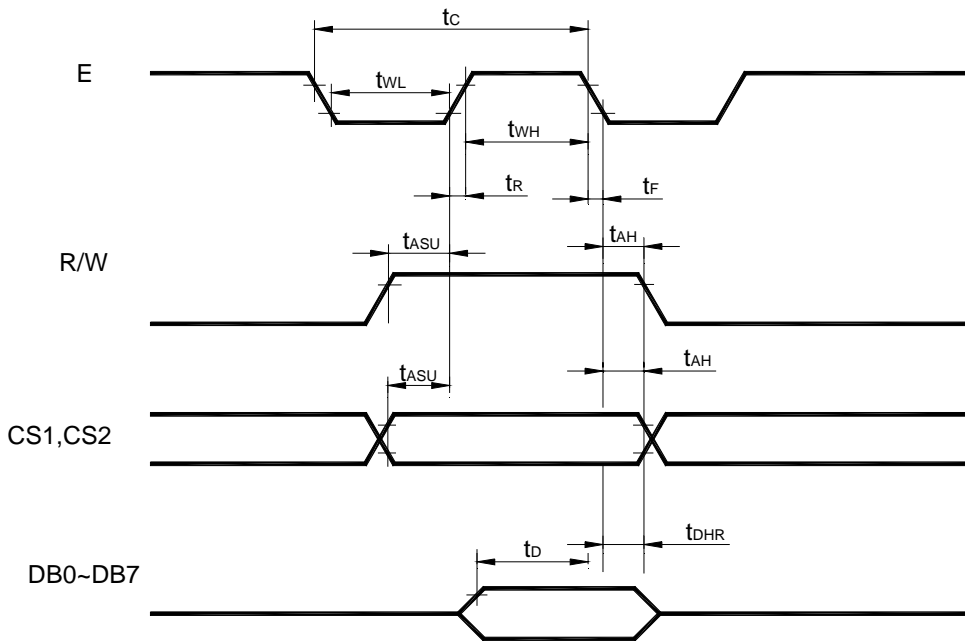 tC
E
tWL
tWH
tR
tF
tASU
tAH
R/W
tAH
tASU
CS1,CS2
tDHR
tD
DB0~DB7